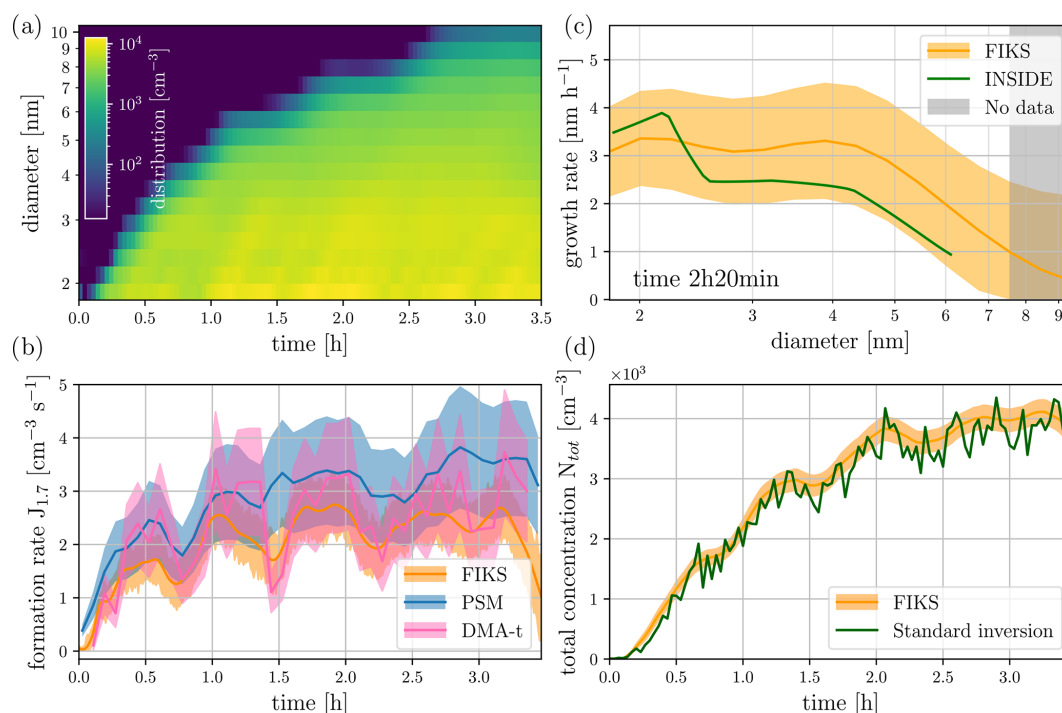 (a)
diameter [nm]
10
9
8
7
6
5
4
3
2
10⁴
10³
10²
distribution [cm⁻³]
0.0 0.5 1.0 1.5 2.0 2.5 3.0 3.5
time [h]
(c)
growth rate [nm h⁻¹]
5
4
3
2
1
0
FIKS
INSIDE
No data
time 2h20min
2 3 4 5 6 7 8 9
diameter [nm]
(b)
formation rate J₁.₇ [cm⁻³ s⁻¹]
5
4
3
2
1
0
FIKS
PSM
DMA-t
0.0 0.5 1.0 1.5 2.0 2.5 3.0
time [h]
(d)
×10³
total concentration Nₜₒₜ [cm⁻³]
4
3
2
1
0
FIKS
Standard inversion
0.0 0.5 1.0 1.5 2.0 2.5 3.0
time [h]